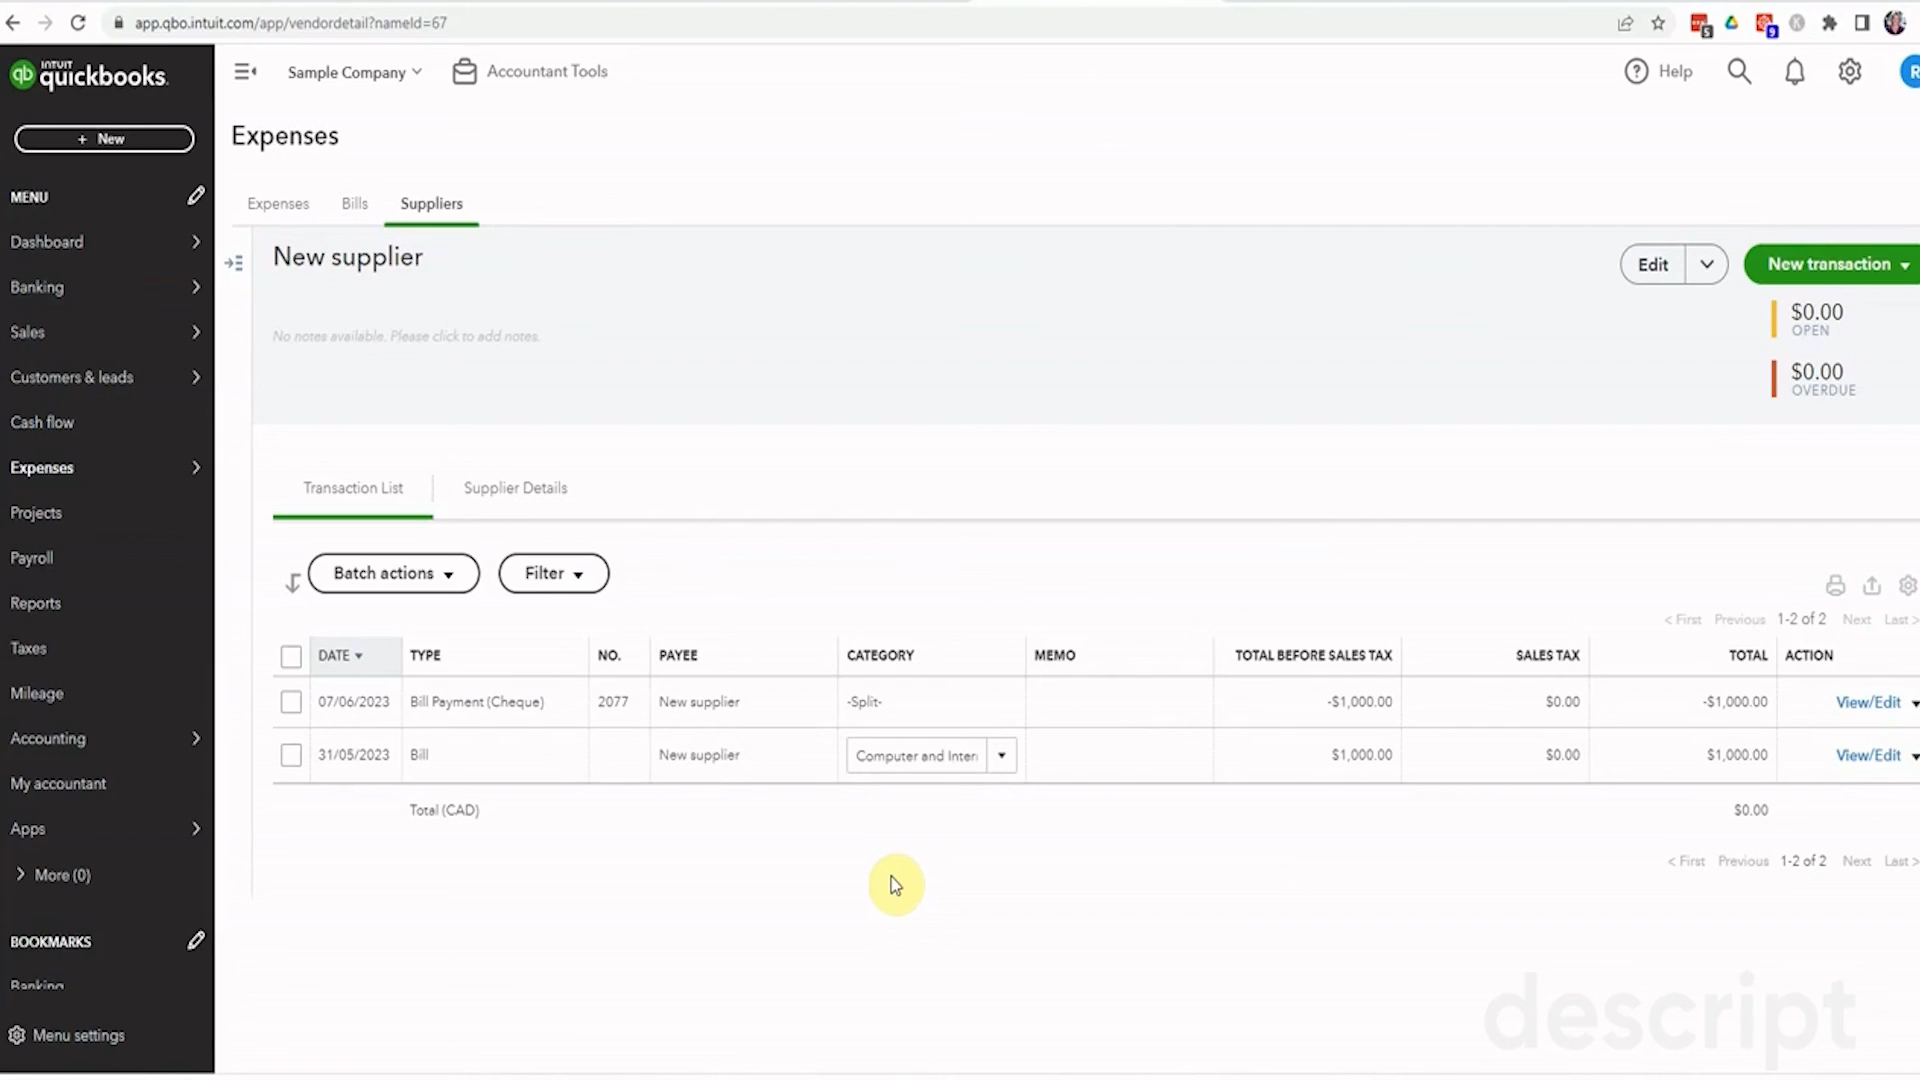 app.qbo.intuit.com/app/vendordetail?nameId=67
5
9
INTUIT
quickbooks.
Sample Company
Accountant Tools
Help
R
+ New
Expenses
MENU
Dashboard
Banking
Sales
Customers & leads
Cash flow
Expenses
Projects
Payroll
Reports
Taxes
Mileage
Accounting
My accountant
Apps
More (0)
BOOKMARKS
Banking
Menu settings
Expenses Bills Suppliers
New supplier
Edit
New transaction
No notes available. Please click to add notes.
$0.00
OPEN
$0.00
OVERDUE
Transaction List Supplier Details
Batch actions Filter
< First Previous 1-2 of 2 Next Last >
DATE TYPE NO. PAYEE CATEGORY MEMO TOTAL BEFORE SALES TAX SALES TAX TOTAL ACTION
07/06/2023 Bill Payment (Cheque) 2077 New supplier -Split- -$1,000.00 $0.00 -$1,000.00 View/Edit
31/05/2023 Bill New supplier Computer and Inter $1,000.00 $0.00 $1,000.00 View/Edit
Total (CAD) $0.00
< First Previous 1-2 of 2 Next Last >
descript